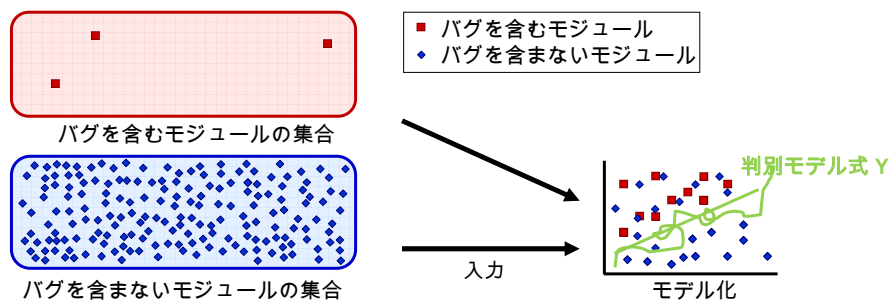 バグを含むモジュール
バグを含まないモジュール
バグを含むモジュールの集合
判別モデル式 Y
入力
バグを含まないモジュールの集合
モデル化